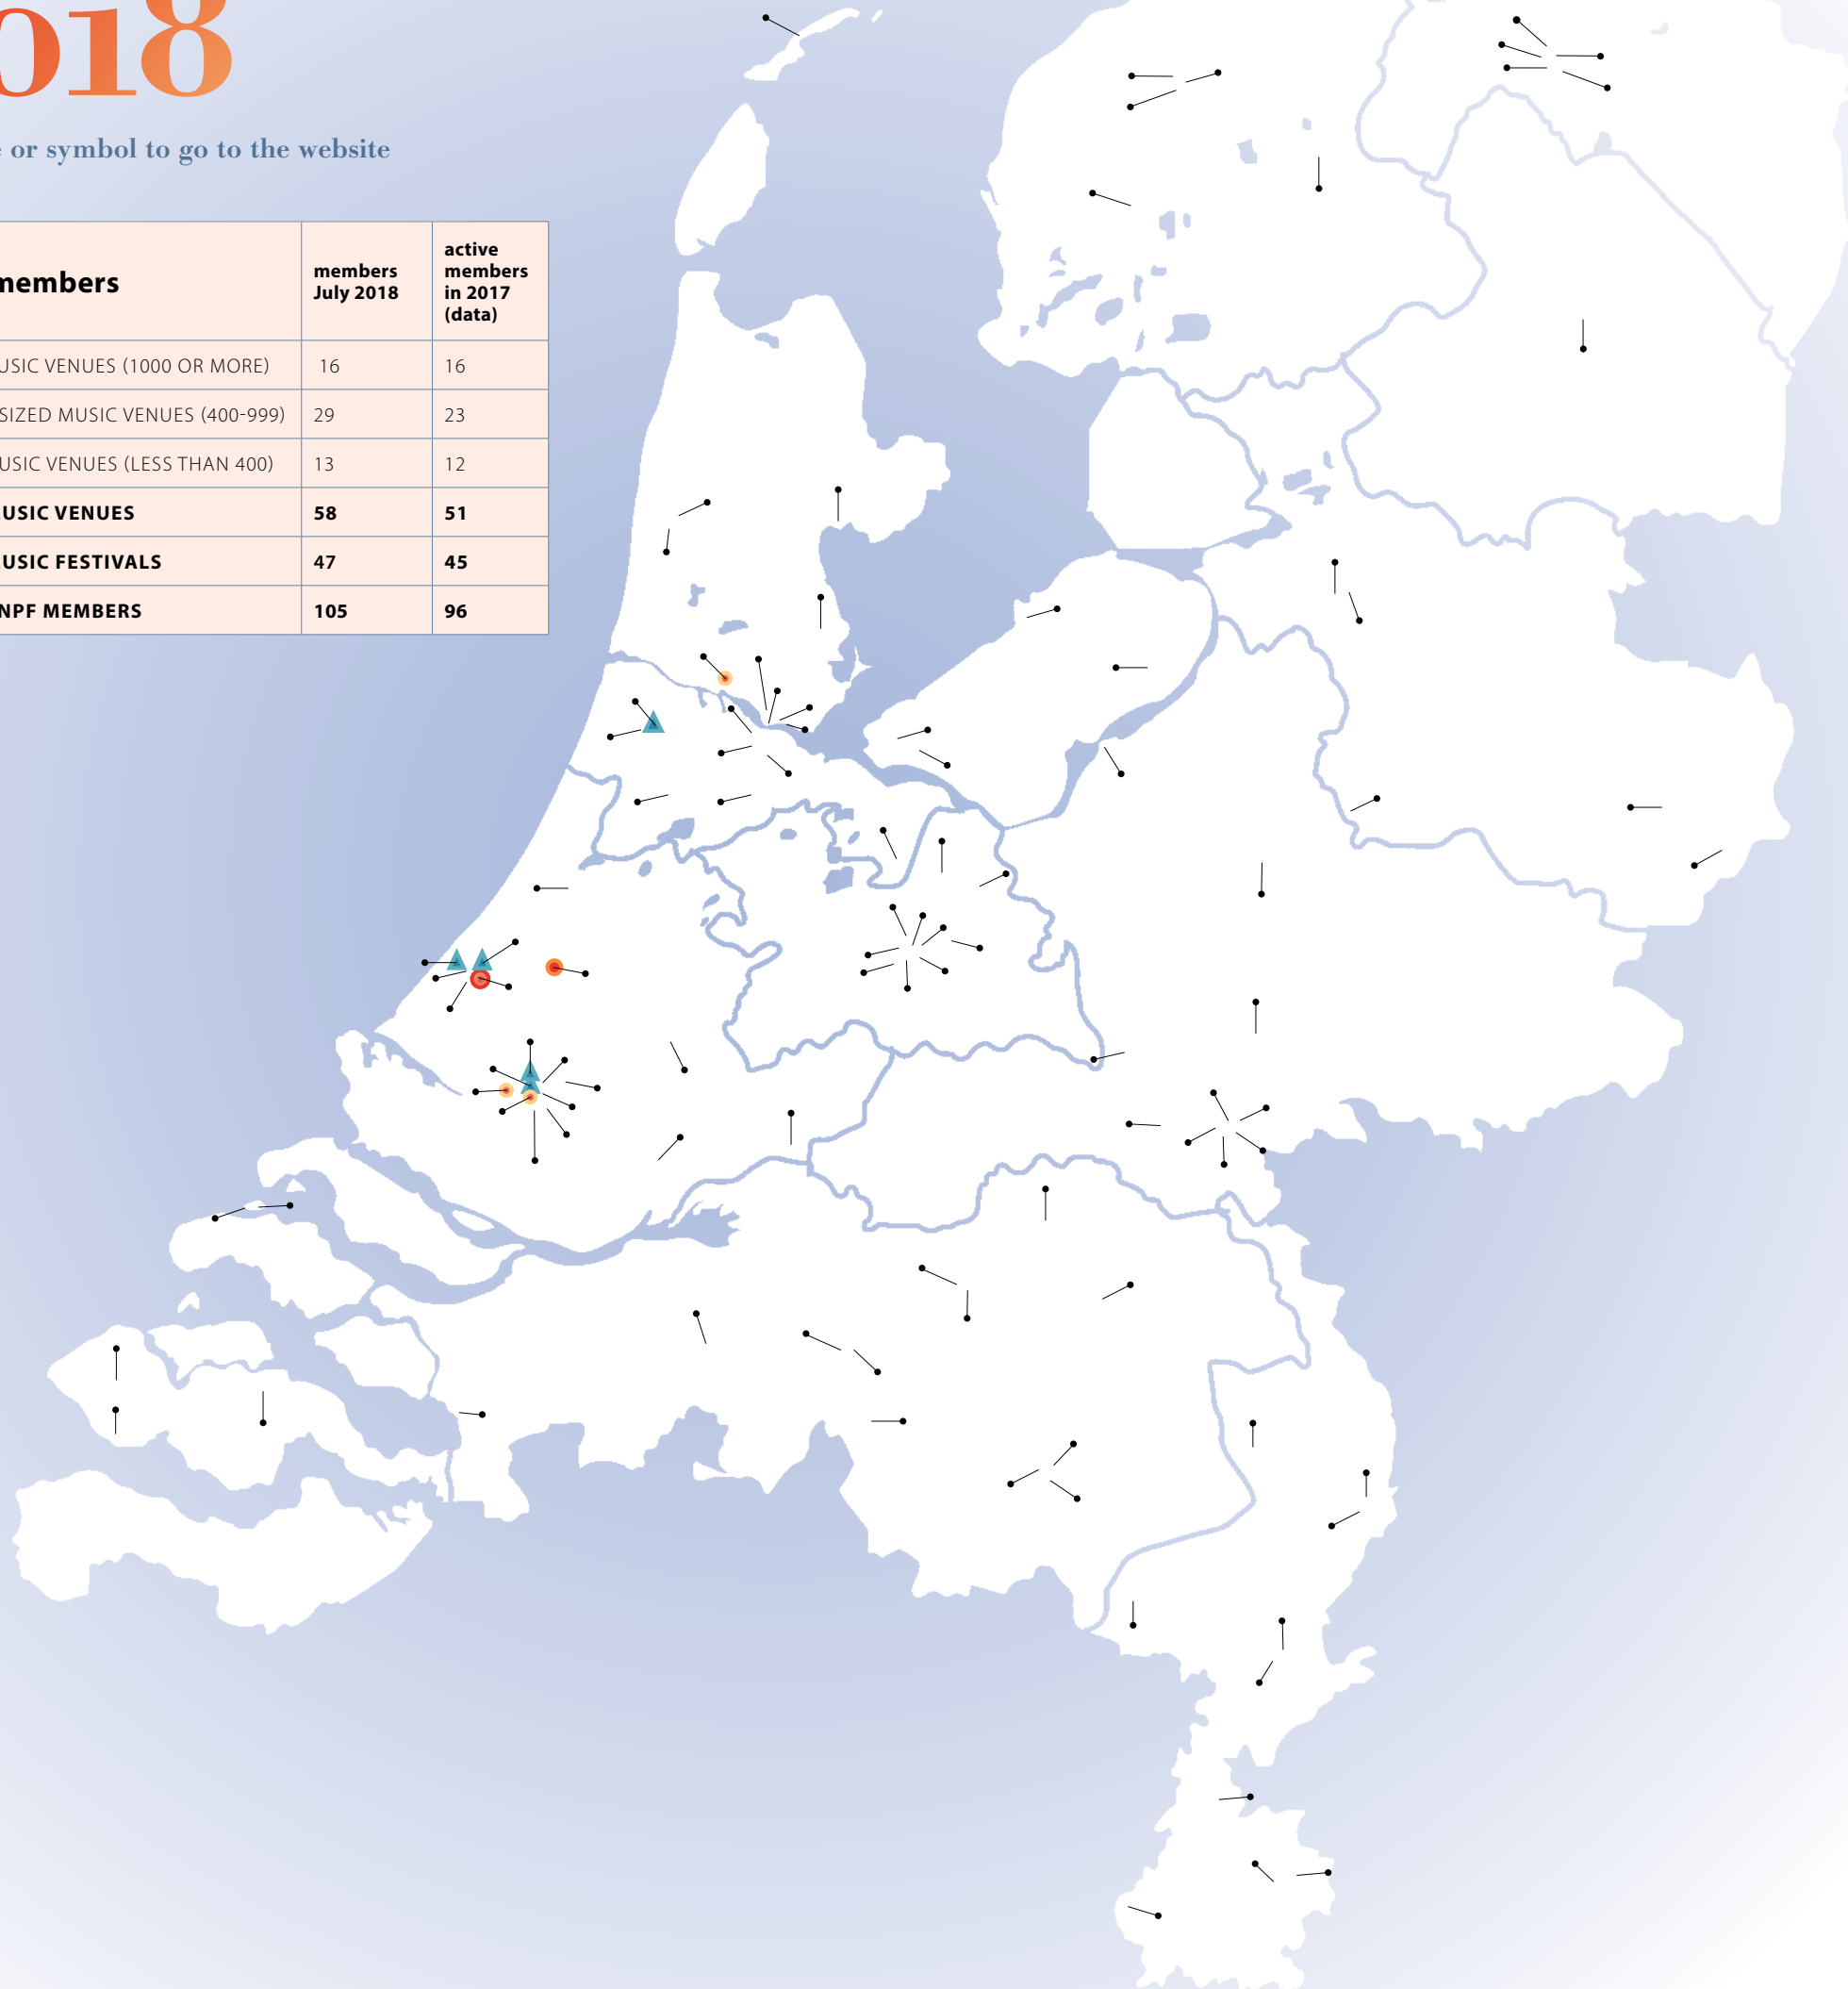 018
or symbol to go to the website
members
members July 2018
active members in 2017 (data)
USIC VENUES (1000 OR MORE) 16 16
SIZED MUSIC VENUES (400-999) 29 23
USIC VENUES (LESS THAN 400) 13 12
USIC VENUES 58 51
USIC FESTIVALS 47 45
NPF MEMBERS 105 96